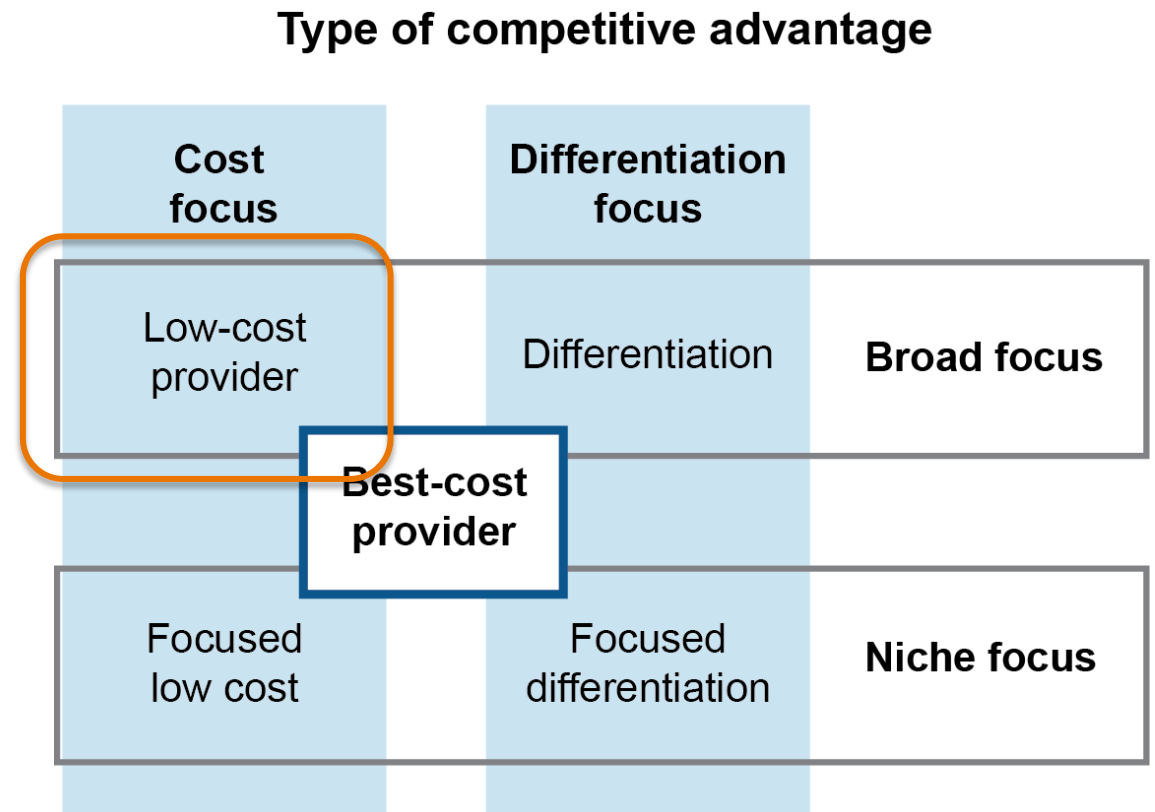 Type of competitive advantage
Cost
focus
Differentiation
focus
Low-cost
provider
Differentiation
Broad focus
Best-cost
provider
Focused
low cost
Focused
differentiation
Niche focus